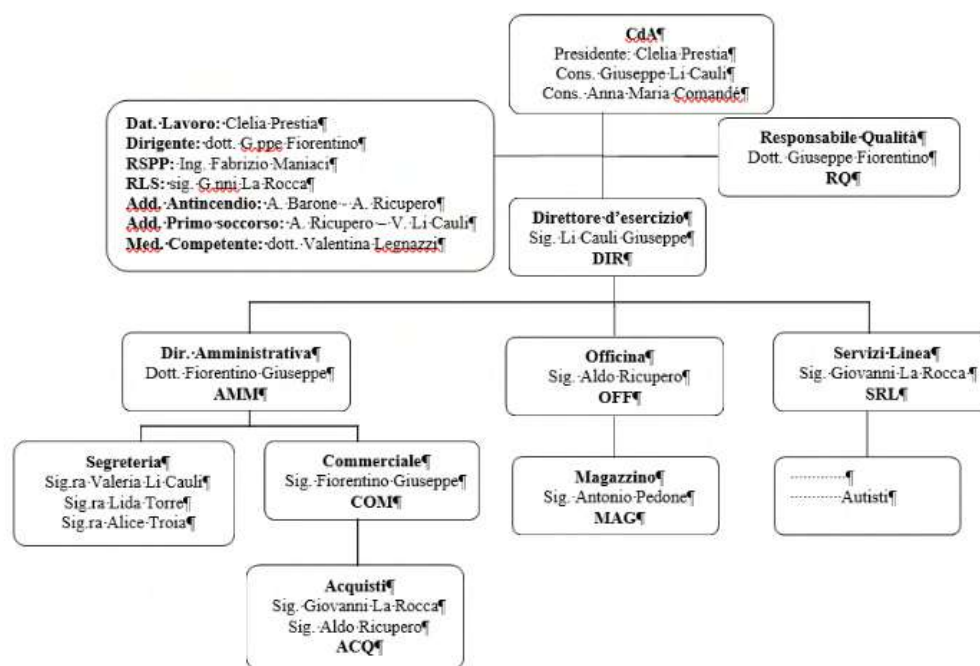 CdA¶
Presidente:·Clelia·Prestia¶
Cons.·Giuseppe·Li·Cauli¶
Cons.·Anna·Maria·Comandé¶
Dat.·Lavoro:·Clelia·Prestia¶
Dirigente:·dott.·G.ppe·Fiorentino¶
RSPP:·Ing.·Fabrizio·Maniaci¶
RLS:·sig.·G.nni·La·Rocca¶
Add.·Antincendio:·A.·Barone·-·A.·Ricupero¶
Add.·Primo·soccorso:·A.·Ricupero·–·V.·Li·Cauli¶
Med.·Competente:·dott.·Valentina·Legnazzi¶
Responsabile·Qualità¶
Dott.·Giuseppe·Fiorentino¶
RQ¶
Direttore·d’esercizio¶
Sig.·Li·Cauli·Giuseppe¶
DIR¶
Dir.·Amministrativa¶
Dott.·Fiorentino·Giuseppe¶
AMM¶
Officina¶
Sig.·Aldo·Ricupero¶
OFF¶
Servizi·Linea¶
Sig.·Giovanni·La·Rocca¶
SRL¶
Segreteria¶
Sig.ra·Valeria·Li·Cauli¶
Sig.ra·Lida·Torre¶
Sig.ra·Alice·Troia¶
Commerciale¶
Sig.·Fiorentino·Giuseppe¶
COM¶
Magazzino¶
Sig.·Antonio·Pedone¶
MAG¶
············¶
············Autisti¶
Acquisti¶
Sig.·Giovanni·La·Rocca¶
Sig.·Aldo·Ricupero¶
ACQ¶